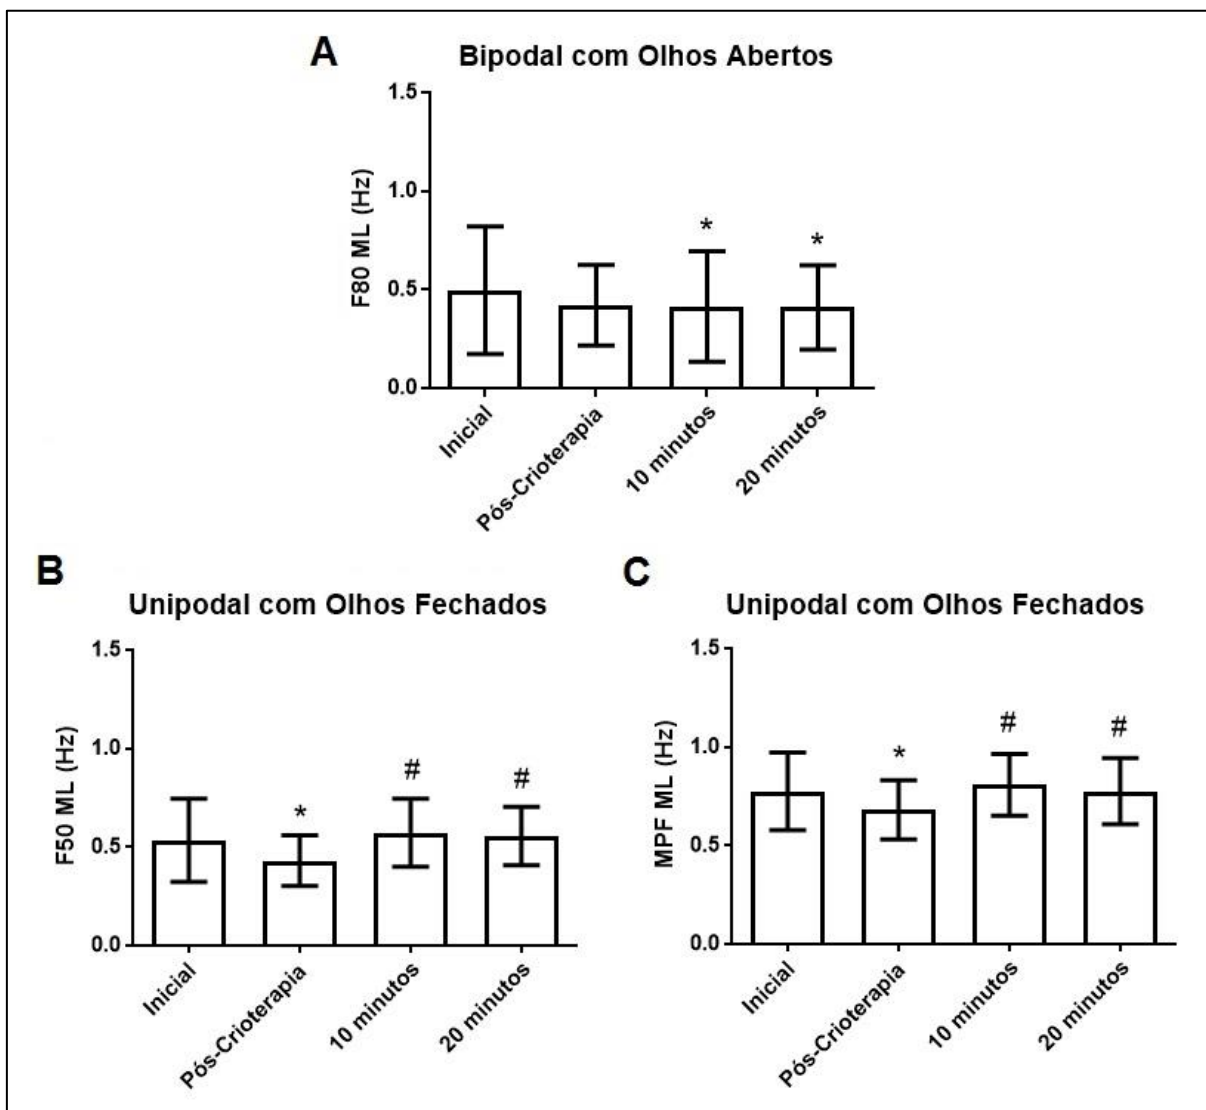 A
Bipodal com Olhos Abertos
1.5
1.0
0.5
0.0
F80 ML (Hz)
*
*
Inicial
Pós-Crioterapia
10 minutos
20 minutos
B
Unipodal com Olhos Fechados
1.5
1.0
0.5
0.0
F50 ML (Hz)
*
#
#
Inicial
Pós-Crioterapia
10 minutos
20 minutos
C
Unipodal com Olhos Fechados
1.5
1.0
0.5
0.0
MPF ML (Hz)
*
#
#
Inicial
Pós-Crioterapia
10 minutos
20 minutos